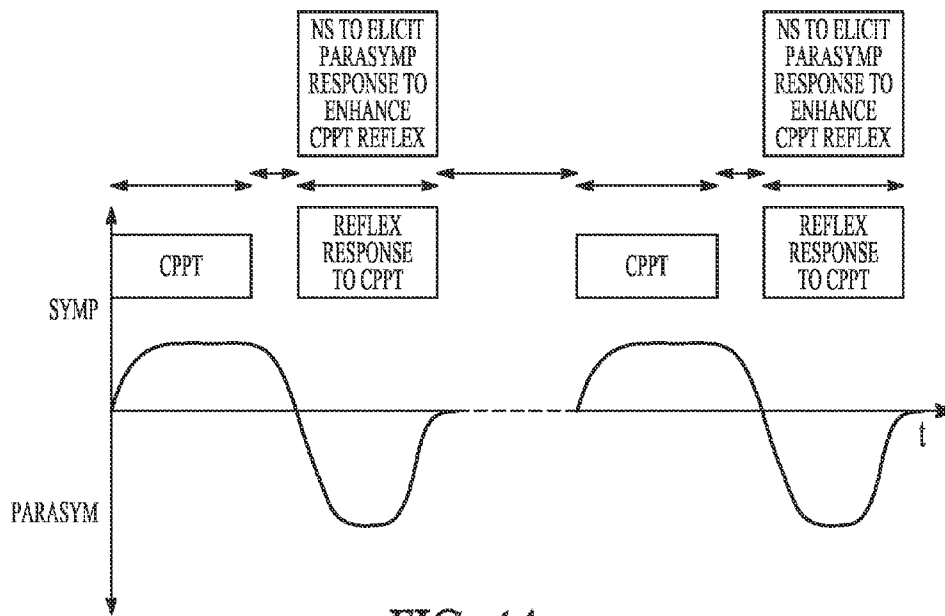 NS TO ELICIT
PARASYMP
RESPONSE TO
ENHANCE
CPPT REFLEX
NS TO ELICIT
PARASYMP
RESPONSE TO
ENHANCE
CPPT REFLEX
CPPT
REFLEX
RESPONSE
TO CPPT
CPPT
REFLEX
RESPONSE
TO CPPT
SYMP
t
PARASYM